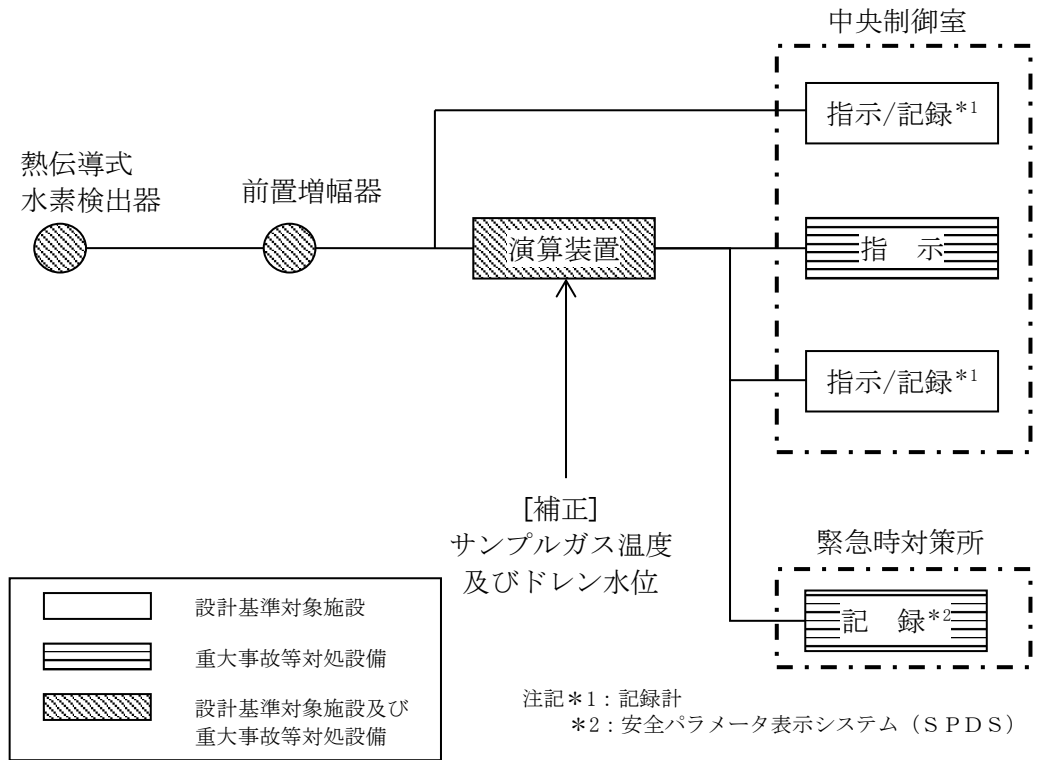 中央制御室
指示/記録*1
熱伝導式
水素検出器
前置増幅器
演算装置
指　示
指示/記録*1
[補正]
サンプルガス温度
及びドレン水位
緊急時対策所
記　録*2
設計基準対象施設
重大事故等対処設備
設計基準対象施設及び
重大事故等対処設備
注記＊1：記録計
＊2：安全パラメータ表示システム（ＳＰＤＳ）